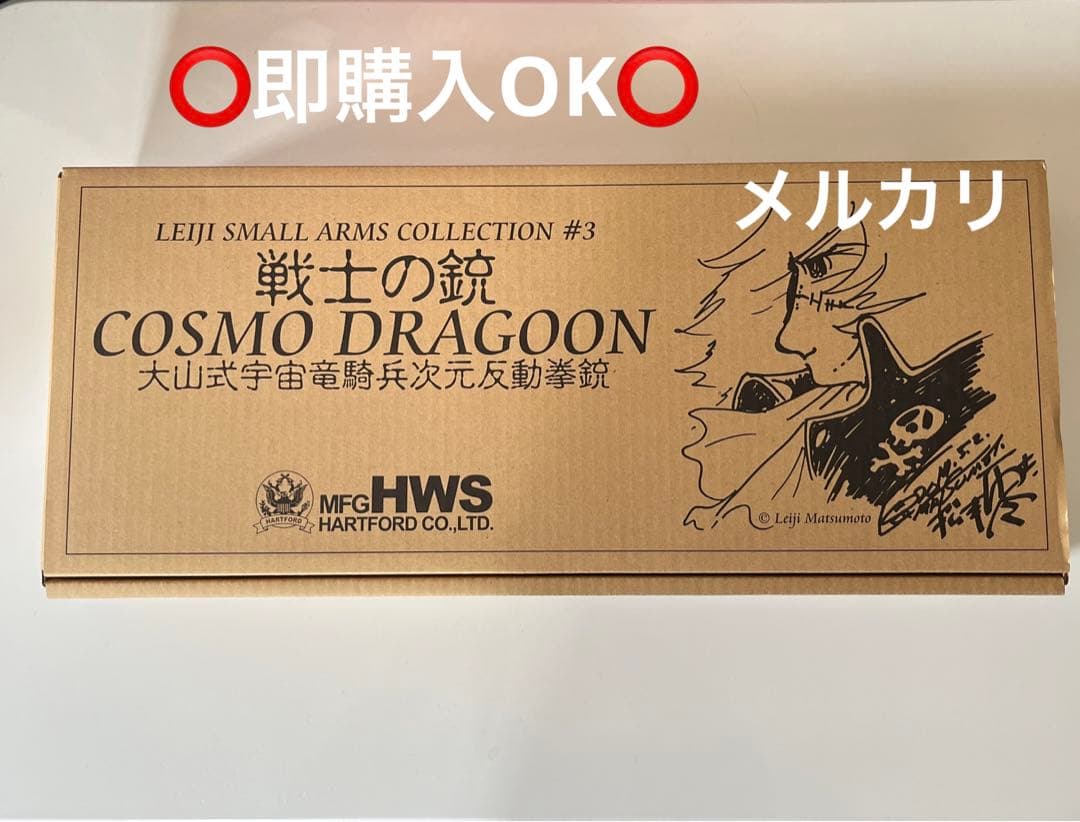 ⭕即購入OK⭕
メルカリ
LEIJI SMALL ARMS COLLECTION #3
戦士の銃
COSMO DRAGOON
大山式宇宙竜騎兵次元反動拳銃
HARTFORD
MFG HWS
HARTFORD CO.,LTD.
© Leiji Matsumoto